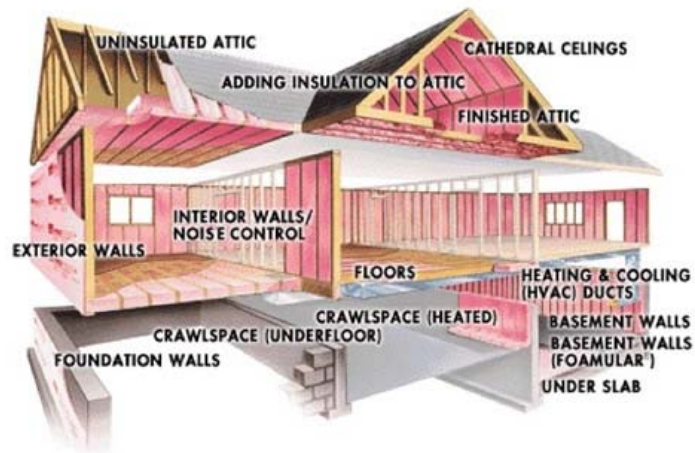 UNINSULATED ATTIC
CATHEDRAL CELINGS
ADDING INSULATION TO ATTIC
FINISHED ATTIC
INTERIOR WALLS/
NOISE CONTROL
EXTERIOR WALLS
FLOORS
HEATING & COOLING
(HVAC) DUCTS
CRAWLSPACE (HEATED)
BASEMENT WALLS
CRAWLSPACE (UNDERFLOOR)
BASEMENT WALLS
(FOAMULAR®)
FOUNDATION WALLS
UNDER SLAB